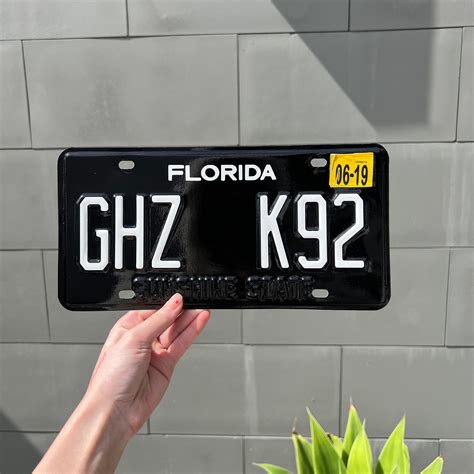 FLORIDA
06-19
GHZ K92
SUNSHINE STATE